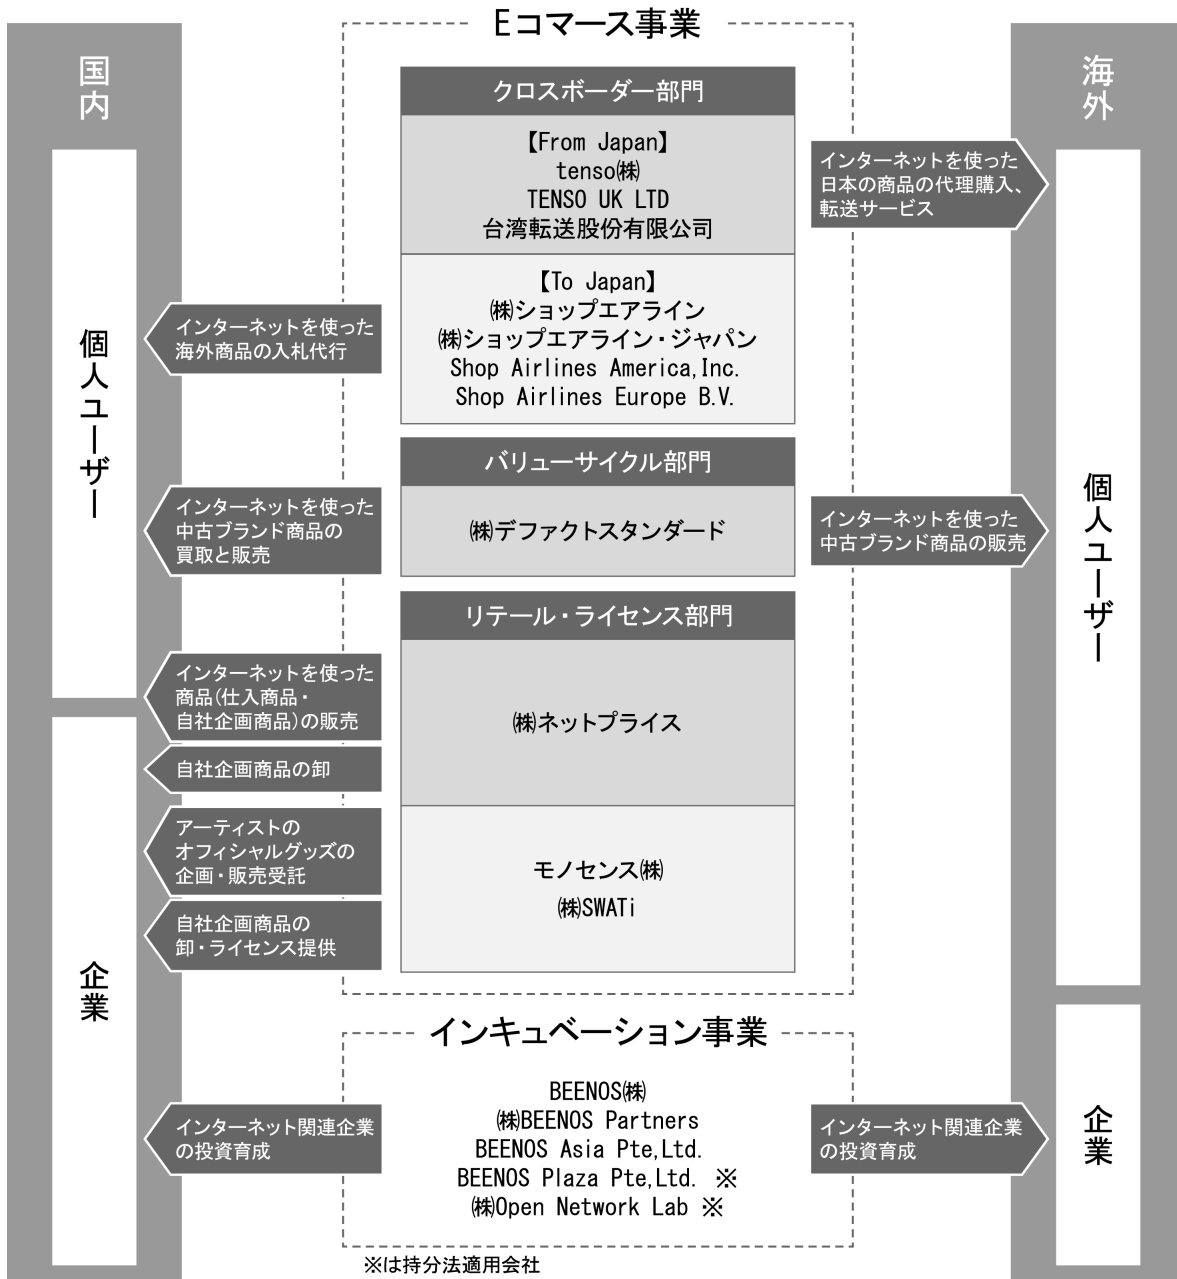 Eコマース事業
国内
海外
クロスボーダー部門
【From Japan】
tenso㈱
TENSO UK LTD
台湾転送股份有限公司
インターネットを使った
日本の商品の代理購入、
転送サービス
【To Japan】
㈱ショップエアライン
㈱ショップエアライン・ジャパン
Shop Airlines America,Inc.
Shop Airlines Europe B.V.
インターネットを使った
海外商品の入札代行
個人ユーザー
個人ユーザー
バリューサイクル部門
㈱デファクトスタンダード
インターネットを使った
中古ブランド商品の
買取と販売
インターネットを使った
中古ブランド商品の販売
リテール・ライセンス部門
㈱ネットプライス
インターネットを使った
商品(仕入商品・
自社企画商品)の販売
自社企画商品の卸
アーティストの
オフィシャルグッズの
企画・販売受託
モノセンス㈱
㈱SWATi
自社企画商品の
卸・ライセンス提供
企業
企業
インキュベーション事業
BEENOS㈱
㈱BEENOS Partners
BEENOS Asia Pte,Ltd.
BEENOS Plaza Pte,Ltd. ※
㈱Open Network Lab ※
インターネット関連企業
の投資育成
インターネット関連企業
の投資育成
※は持分法適用会社